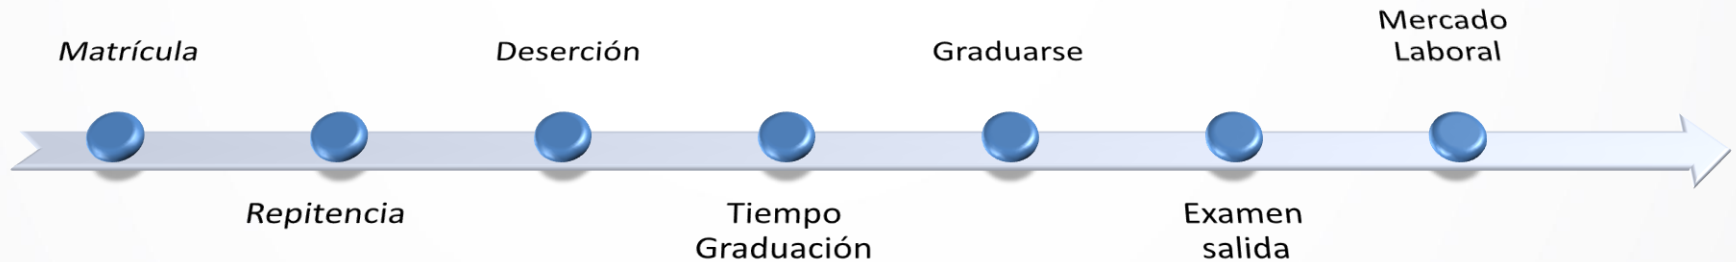 Matrícula
Repitencia
Deserción
Tiempo
Graduación
Graduarse
Examen
salida
Mercado
Laboral